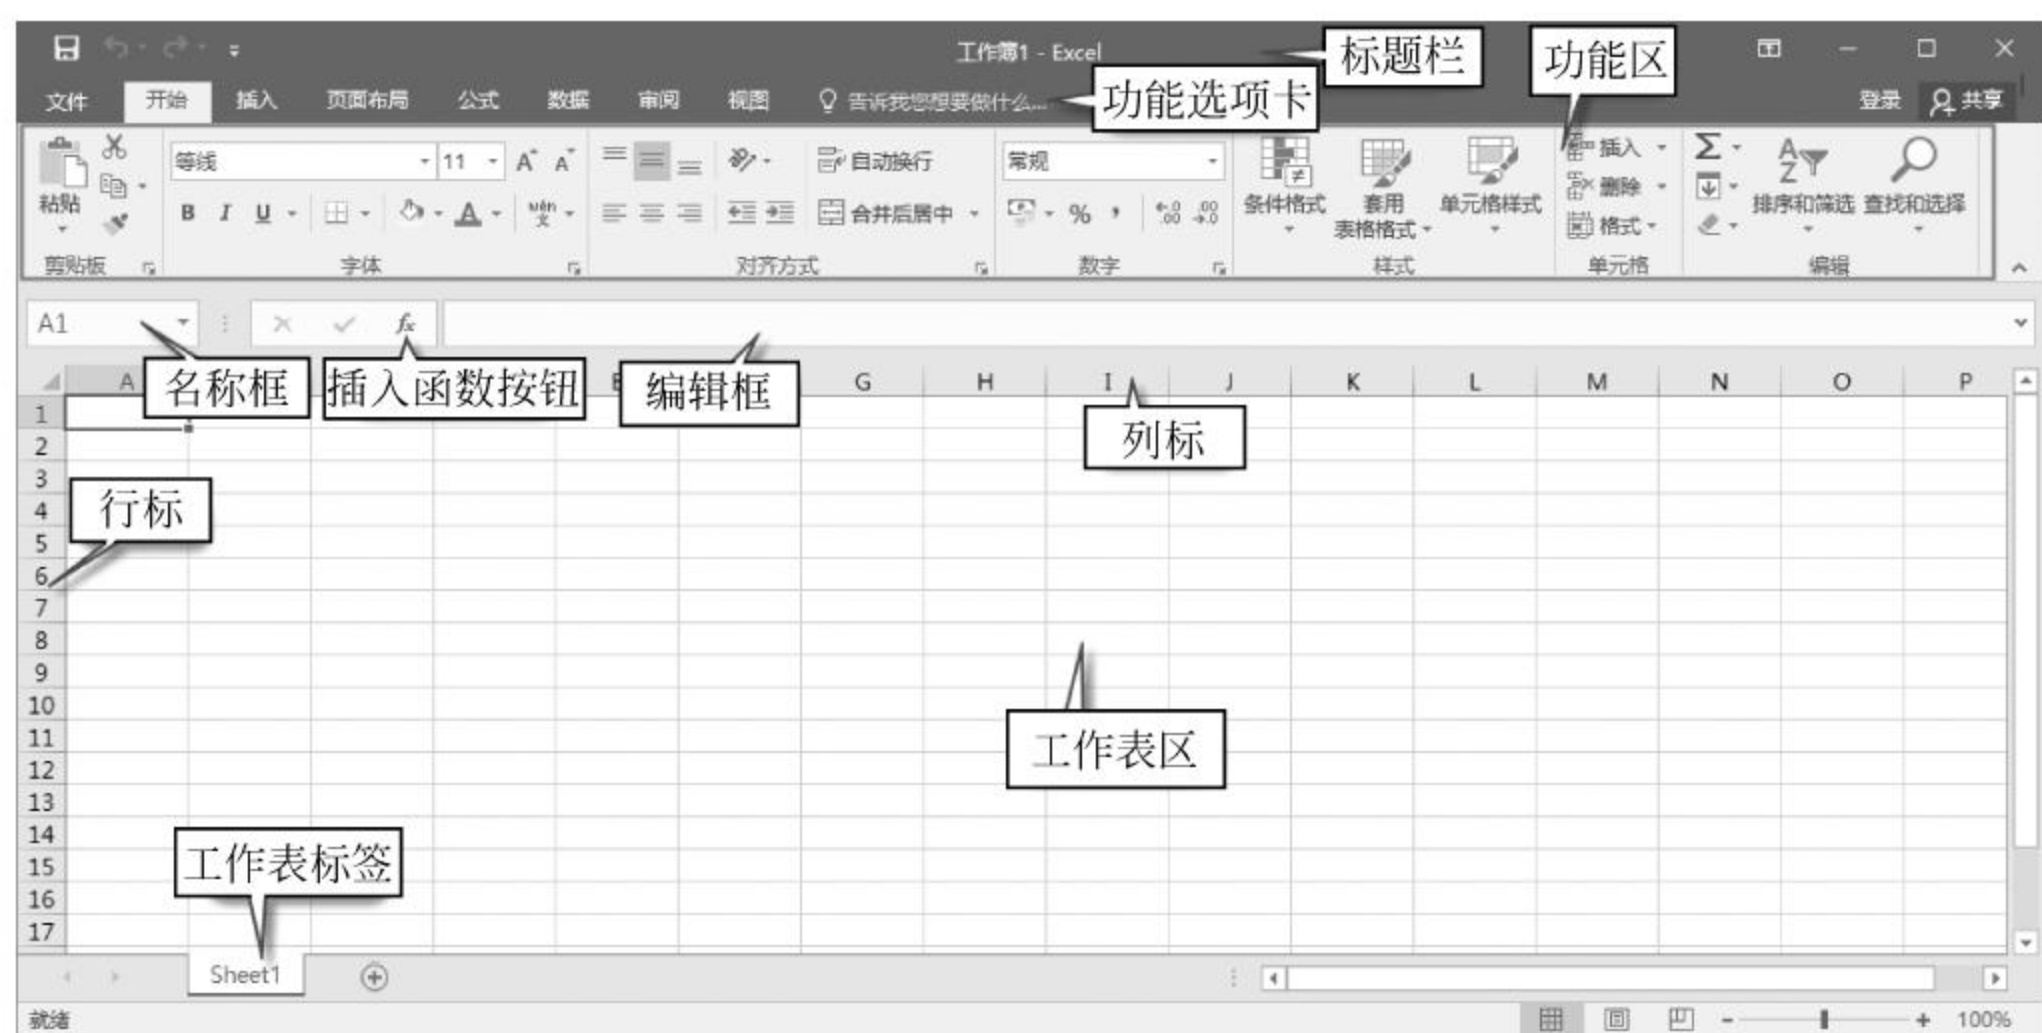 工作簿1 - Excel
标题栏
功能区
文件 开始 插入 页面布局 公式 数据 审阅 视图 告诉我您想要做什么...
功能选项卡
登录 共享
粘贴
剪贴板
等线 11
B I U wén 文
字体
自动换行
合并后居中
对齐方式
常规
% ,
数字
条件格式
套用
表格格式
单元格样式
样式
插入
删除
格式
单元格
排序和筛选 查找和选择
编辑
A1 fx
名称框 插入函数按钮 编辑框
A G H I J K L M N O P
列标
1
2
3
行标
4
5
6
7
8
9
10
工作表区
11
12
13
14
工作表标签
15
16
17
Sheet1
就绪 100%